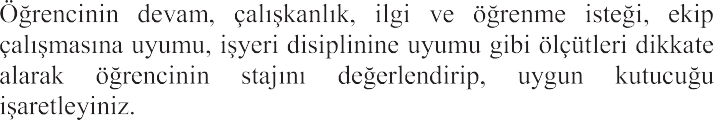 Öğrencinin devam, çalışkanlık, ilgi ve öğrenme isteği, ekip
çalışmasına uyumu, işyeri disiplinine uyumu gibi ölçütleri dikkate
alarak öğrencinin stajını değerlendirip, uygun kutucuğu
işaretleyiniz.